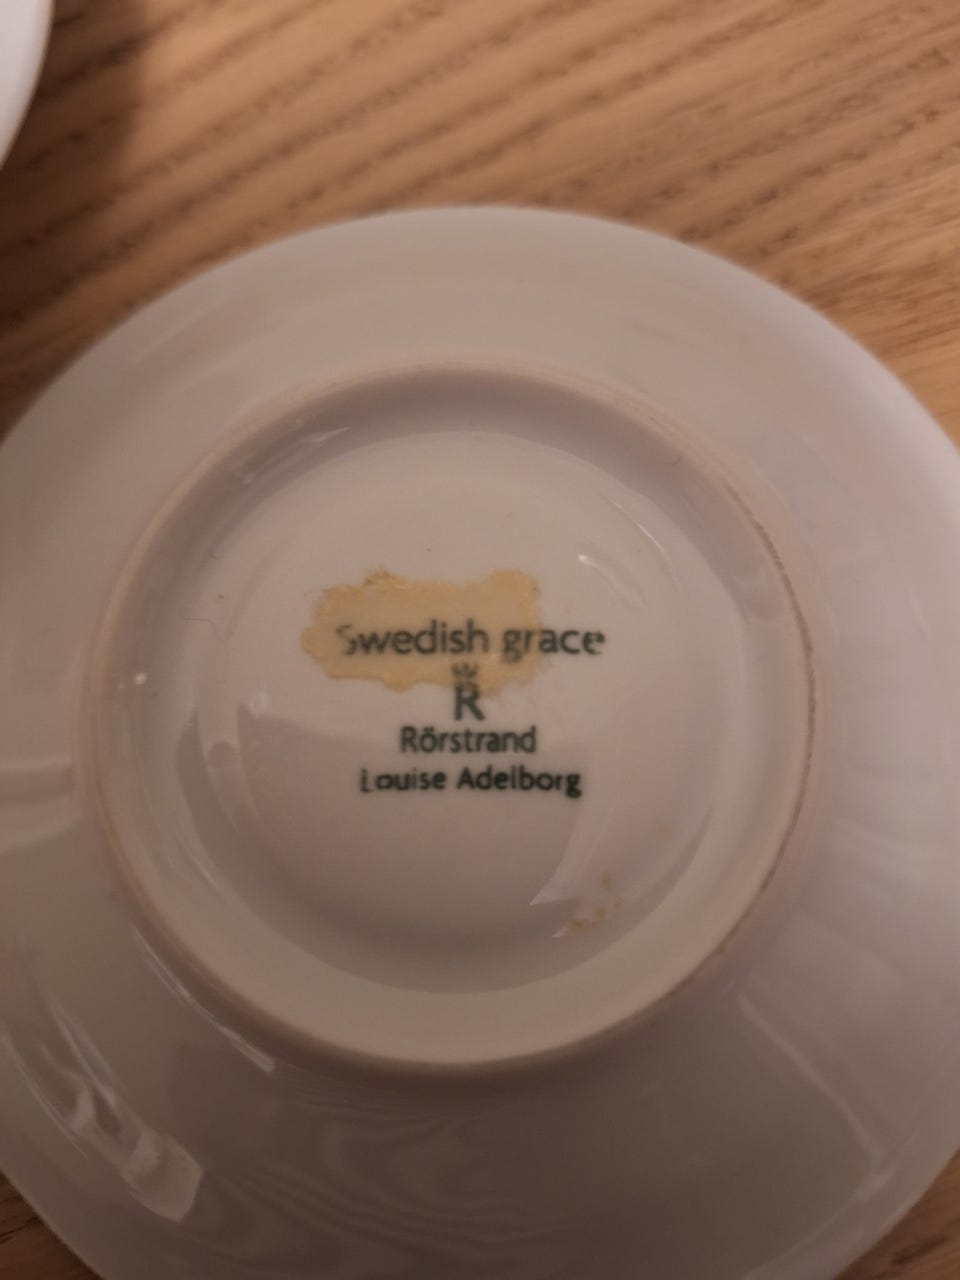 Swedish grace
R
Rörstrand
Louise Adelborg